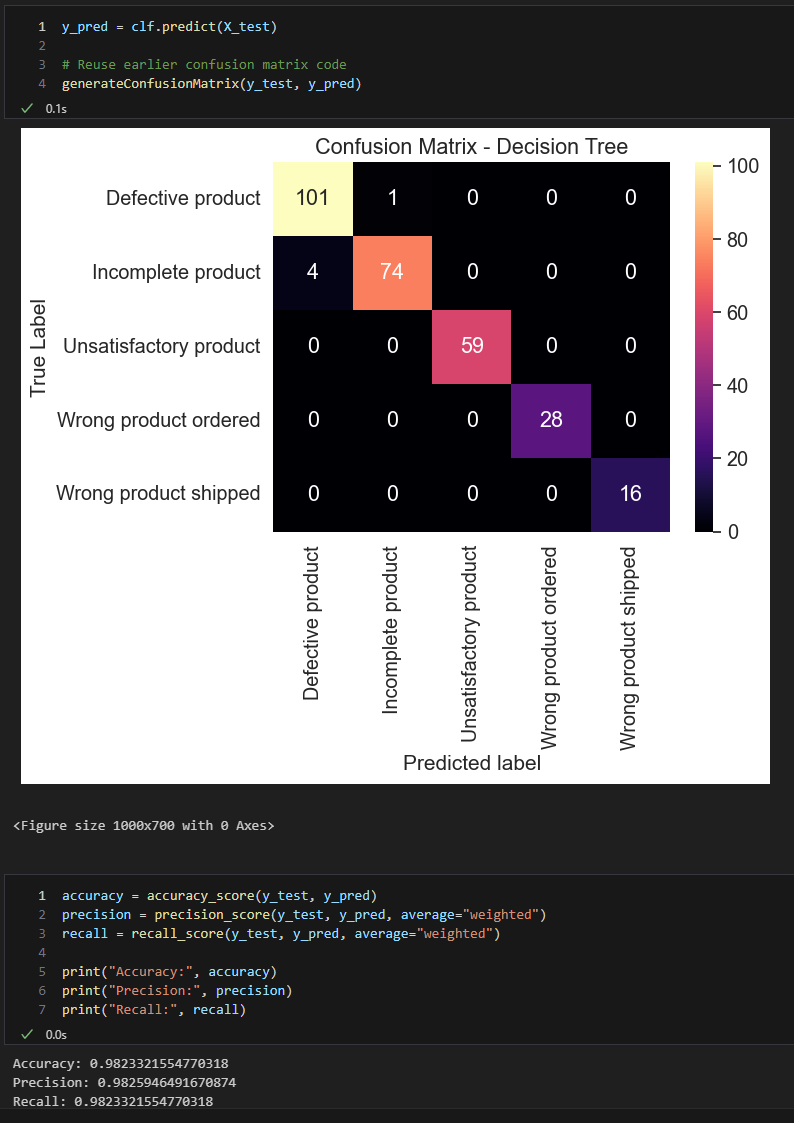 1 y_pred = clf.predict(X_test)
2
3 # Reuse earlier confusion matrix code
4 generateConfusionMatrix(y_test, y_pred)
✓ 0.1s
Confusion Matrix - Decision Tree
Defective product 101 1 0 0 0
Incomplete product 4 74 0 0 0
Unsatisfactory product 0 0 59 0 0
Wrong product ordered 0 0 0 28 0
Wrong product shipped 0 0 0 0 16
True Label
100
80
60
40
20
0
Defective product
Incomplete product
Unsatisfactory product
Wrong product ordered
Wrong product shipped
Predicted label
<Figure size 1000x700 with 0 Axes>
1 accuracy = accuracy_score(y_test, y_pred)
2 precision = precision_score(y_test, y_pred, average="weighted")
3 recall = recall_score(y_test, y_pred, average="weighted")
4
5 print("Accuracy:", accuracy)
6 print("Precision:", precision)
7 print("Recall:", recall)
✓ 0.0s
Accuracy: 0.9823321554770318
Precision: 0.9825946491670874
Recall: 0.9823321554770318